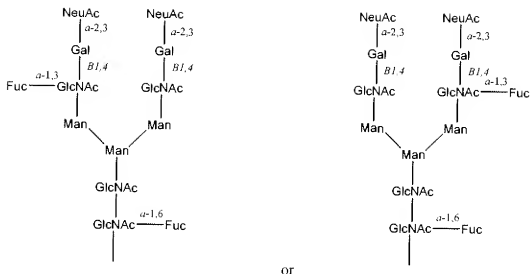 NeuAc NeuAc
a-2,3 a-2,3
Gal Gal
B1,4 B1,4
Fuc a-1,3 GlcNAc GlcNAc
Man Man
Man
GlcNAc
a-1,6
GlcNAc Fuc
or
NeuAc NeuAc
a-2,3 a-2,3
Gal Gal
B1,4 B1,4
GlcNAc GlcNAc a-1,3 Fuc
Man Man
Man
GlcNAc
a-1,6
GlcNAc Fuc